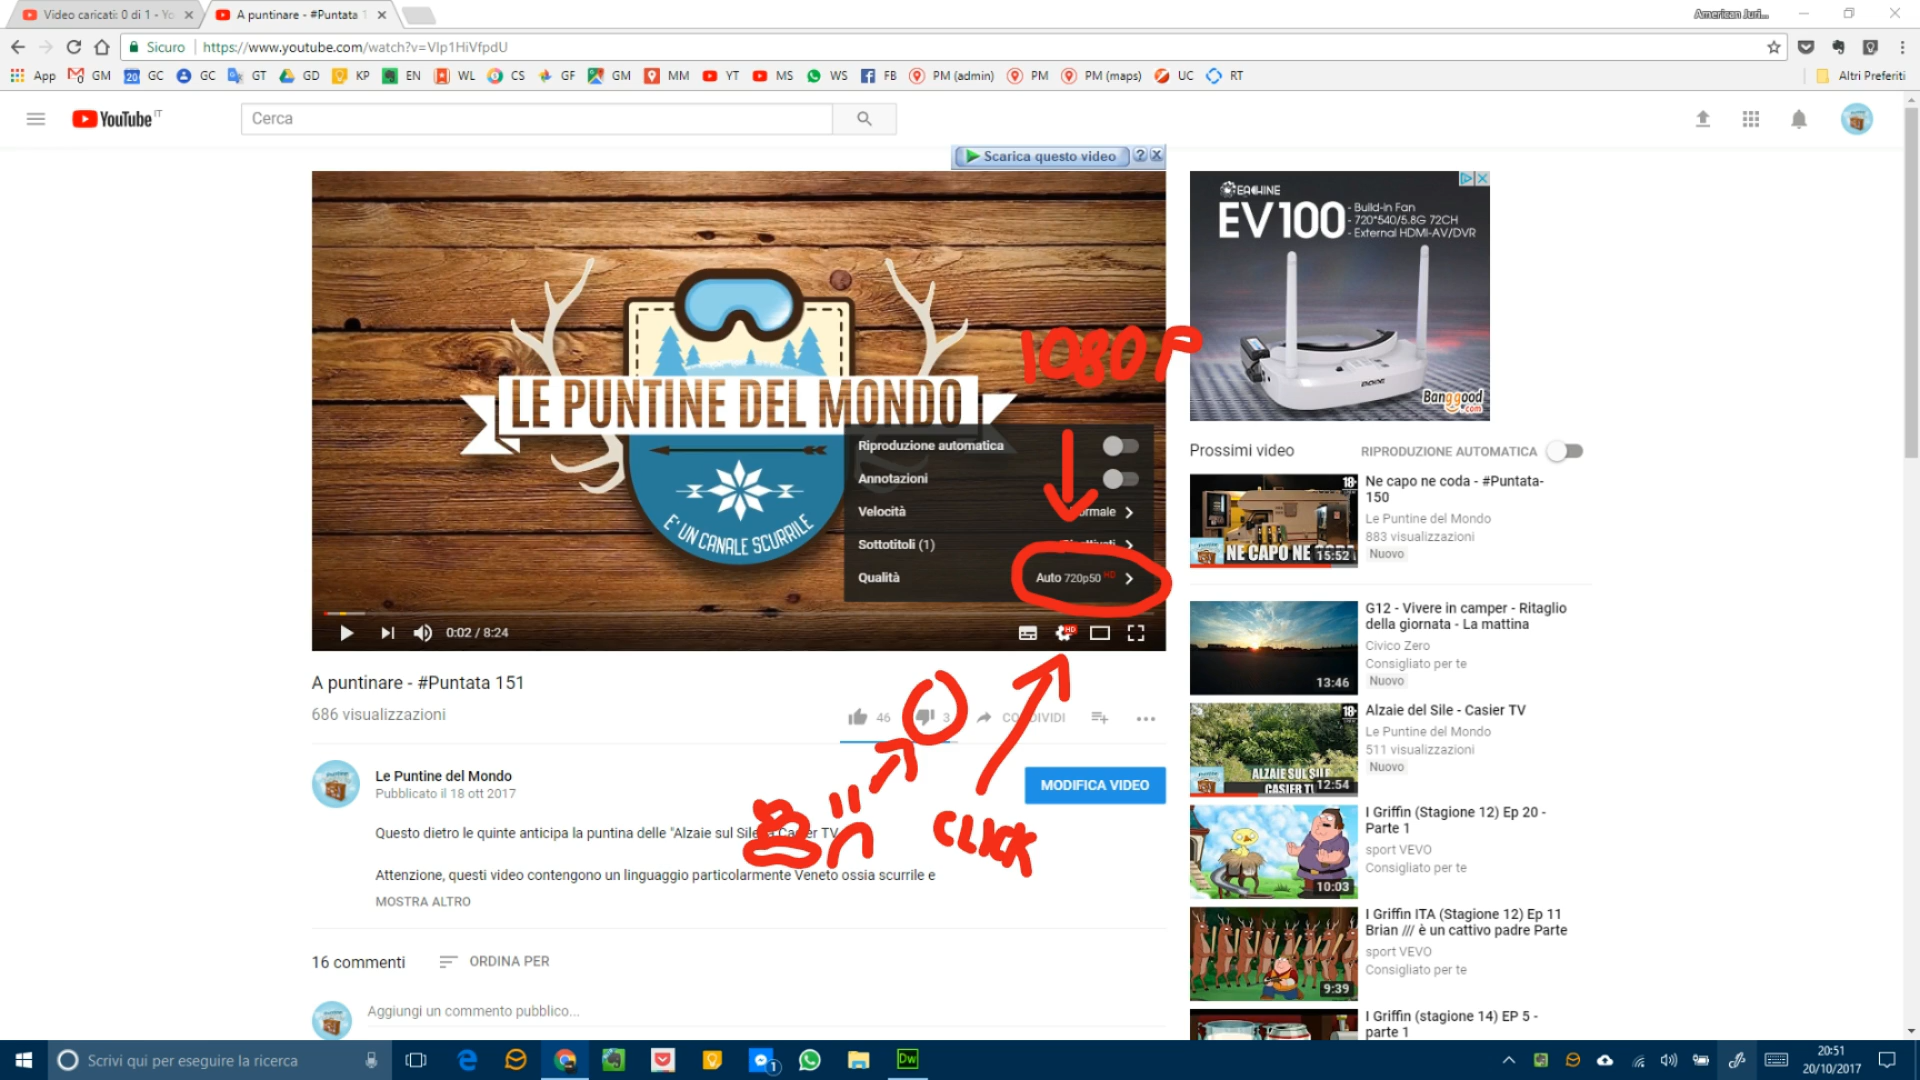 Video caricati: 0 di 1 - Yo
A puntinare - #Puntata 1
American Juri...
Sicuro
https://www.youtube.com/watch?v=VIp1HiVfpdU
App GM GC GC GT GD KP EN WL CS GF GM MM YT MS WS FB PM (admin) PM PM (maps) UC RT
Altri Preferiti
YouTube IT
Cerca
Scarica questo video
LE PUNTINE DEL MONDO
E' UN CANALE SCURRILE
1080P
Riproduzione automatica
Annotazioni
Velocità
ormale
Sottotitoli (1)
Qualità
Auto 720p50 HD
0:02 / 8:24
HD
A puntinare - #Puntata 151
686 visualizzazioni
46
3
CONDIVIDI
Le Puntine del Mondo
Pubblicato il 18 ott 2017
MODIFICA VIDEO
CLICK
Questo dietro le quinte anticipa la puntina delle "Alzaie sul Sile Casier TV
Attenzione, questi video contengono un linguaggio particolarmente Veneto ossia scurrile e
MOSTRA ALTRO
16 commenti
ORDINA PER
Aggiungi un commento pubblico...
EACHINE
EV100
- Build-in Fan
- 720*540/5.8G 72CH
- External HDMI-AV/DVR
Banggood
.com
Prossimi video
RIPRODUZIONE AUTOMATICA
18+
NE CAPO NE CODA
15:52
Ne capo ne coda - #Puntata-
150
Le Puntine del Mondo
883 visualizzazioni
Nuovo
13:46
G12 - Vivere in camper - Ritaglio
della giornata - La mattina
Civico Zero
Consigliato per te
Nuovo
18+
ALZAIE SUL SILE
CASIER TV
12:54
Alzaie del Sile - Casier TV
Le Puntine del Mondo
511 visualizzazioni
Nuovo
10:03
I Griffin (Stagione 12) Ep 20 -
Parte 1
sport VEVO
Consigliato per te
9:39
I Griffin ITA (Stagione 12) Ep 11
Brian /// è un cattivo padre Parte
sport VEVO
Consigliato per te
I Griffin (stagione 14) EP 5 -
parte 1
Scrivi qui per eseguire la ricerca
1
Dw
20:51
20/10/2017